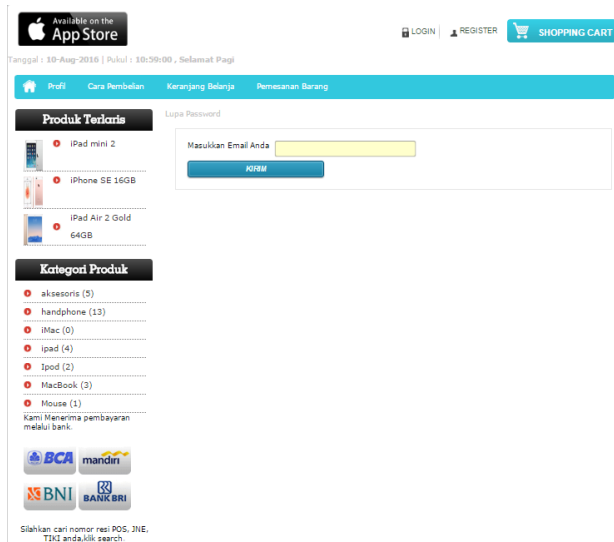 Available on the
App Store
LOGIN
REGISTER
SHOPPING CART
Tanggal : 10-Aug-2016 | Pukul : 10:59:00 , Selamat Pagi
Profil
Cara Pembelian
Keranjang Belanja
Pemesanan Barang
Produk Terlaris
iPad mini 2
iPhone SE 16GB
iPad Air 2 Gold
64GB
Lupa Password
Masukkan Email Anda
KIRIM
Kategori Produk
aksesoris (5)
handphone (13)
iMac (0)
ipad (4)
Ipod (2)
MacBook (3)
Mouse (1)
Kami Menerima pembayaran
melalui bank.
BCA
mandiri
BNI
BANK BRI
Silahkan cari nomor resi POS, JNE,
TIKI anda,klik search.